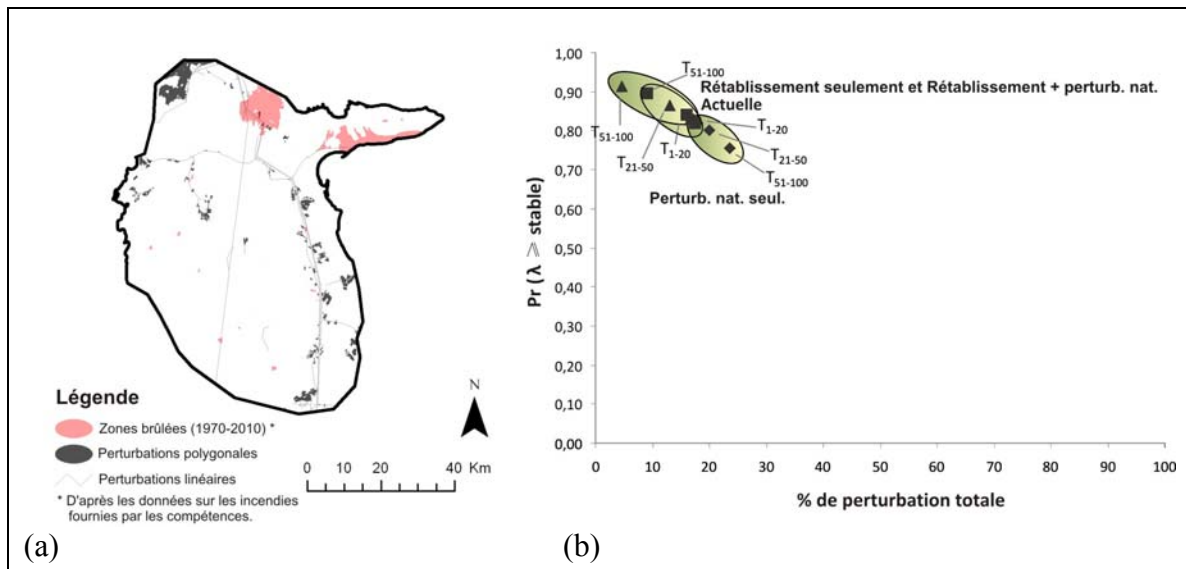 N
Légende
Zones brûlées (1970-2010) *
Perturbations polygonales
Perturbations linéaires
* D'après les données sur les incendies
fournies par les compétences.
0 10 20 40 Km
(a)
Pr (λ ⩾ stable)
1,00
0,90
0,80
0,70
0,60
0,50
0,40
0,30
0,20
0,10
0,00
0 10 20 30 40 50 60 70 80 90 100
% de perturbation totale
T51-100
Rétablissement seulement et Rétablissement + perturb. nat.
Actuelle
T51-100
T21-50
T1-20
T1-20
T21-50
T51-100
Perturb. nat. seul.
(b)